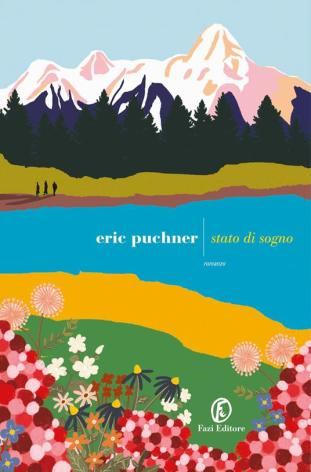 eric puchner
stato di sogno
romanzo
Fazi Editore